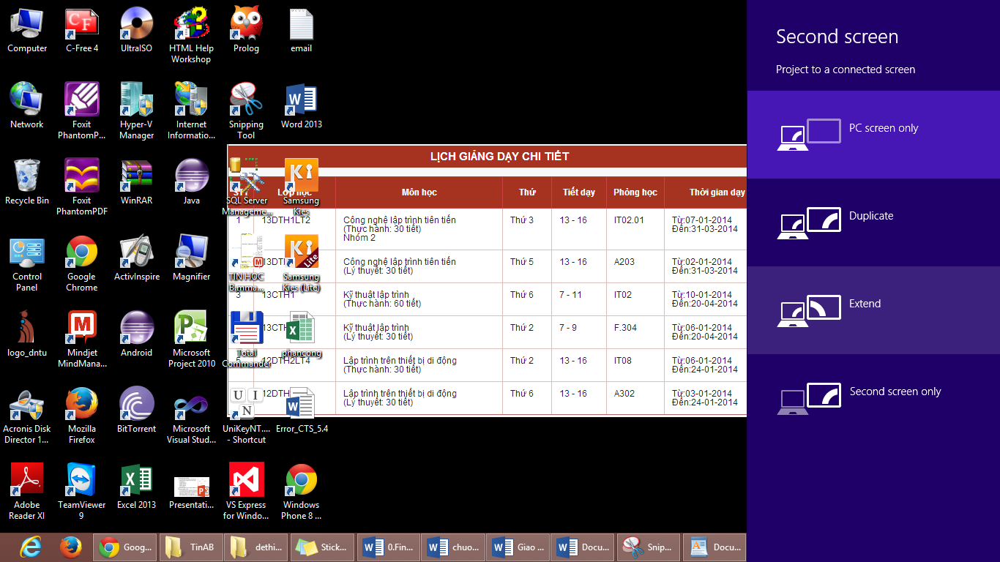 Computer
C-Free 4
UltraISO
HTML Help
Workshop
Prolog
email
Network
Foxit
PhantomP...
Hyper-V
Manager
Internet
Informatio...
Snipping
Tool
Word 2013
Recycle Bin
Foxit
PhantomPDF
WinRAR
Java
SQL Server
Manageme...
Samsung
Kies
Control
Panel
Google
Chrome
ActivInspire
Magnifier
TIN HOC
B.mma...
Samsung
Kies (Lite)
logo_dntu
Mindjet
MindMana...
Android
Microsoft
Project 2010
Total
Commander
phancong
Acronis Disk
Director 1...
Mozilla
Firefox
BitTorrent
Microsoft
Visual Stud...
UniKeyNT....
- Shortcut
Error_CTS_5.4
Adobe
Reader XI
TeamViewer
9
Excel 2013
Presentati...
VS Express
for Windo...
Windows
Phone 8 ...
LỊCH GIẢNG DẠY CHI TIẾT
Lớp học Môn học Thứ Tiết dạy Phòng học Thời gian dạy
1 13DTH1LT2 Công nghệ lập trình tiên tiến Thứ 3 13 - 16 IT02.01 Từ:07-01-2014
(Thực hành: 30 tiết) Đến:31-03-2014
Nhóm 2
Công nghệ lập trình tiên tiến Thứ 5 13 - 16 A203 Từ:02-01-2014
(Lý thuyết: 30 tiết) Đến:31-03-2014
3 13CTH1 Kỹ thuật lập trình Thứ 6 7 - 11 IT02 Từ:10-01-2014
(Thực hành: 60 tiết) Đến:20-04-2014
Kỹ thuật lập trình Thứ 2 7 - 9 F.304 Từ:06-01-2014
(Lý thuyết: 30 tiết) Đến:20-04-2014
5 12DTH2LT4 Lập trình trên thiết bị di động Thứ 2 13 - 16 IT08 Từ:06-01-2014
(Thực hành: 30 tiết) Đến:24-01-2014
Lập trình trên thiết bị di động Thứ 6 13 - 16 A302 Từ:03-01-2014
(Lý thuyết: 30 tiết) Đến:24-01-2014
Second screen
Project to a connected screen
PC screen only
Duplicate
Extend
Second screen only
Goog... TinAB dethi... Stick... 0.Fin... chuo... Giao ... Docu... Snip... Docu...